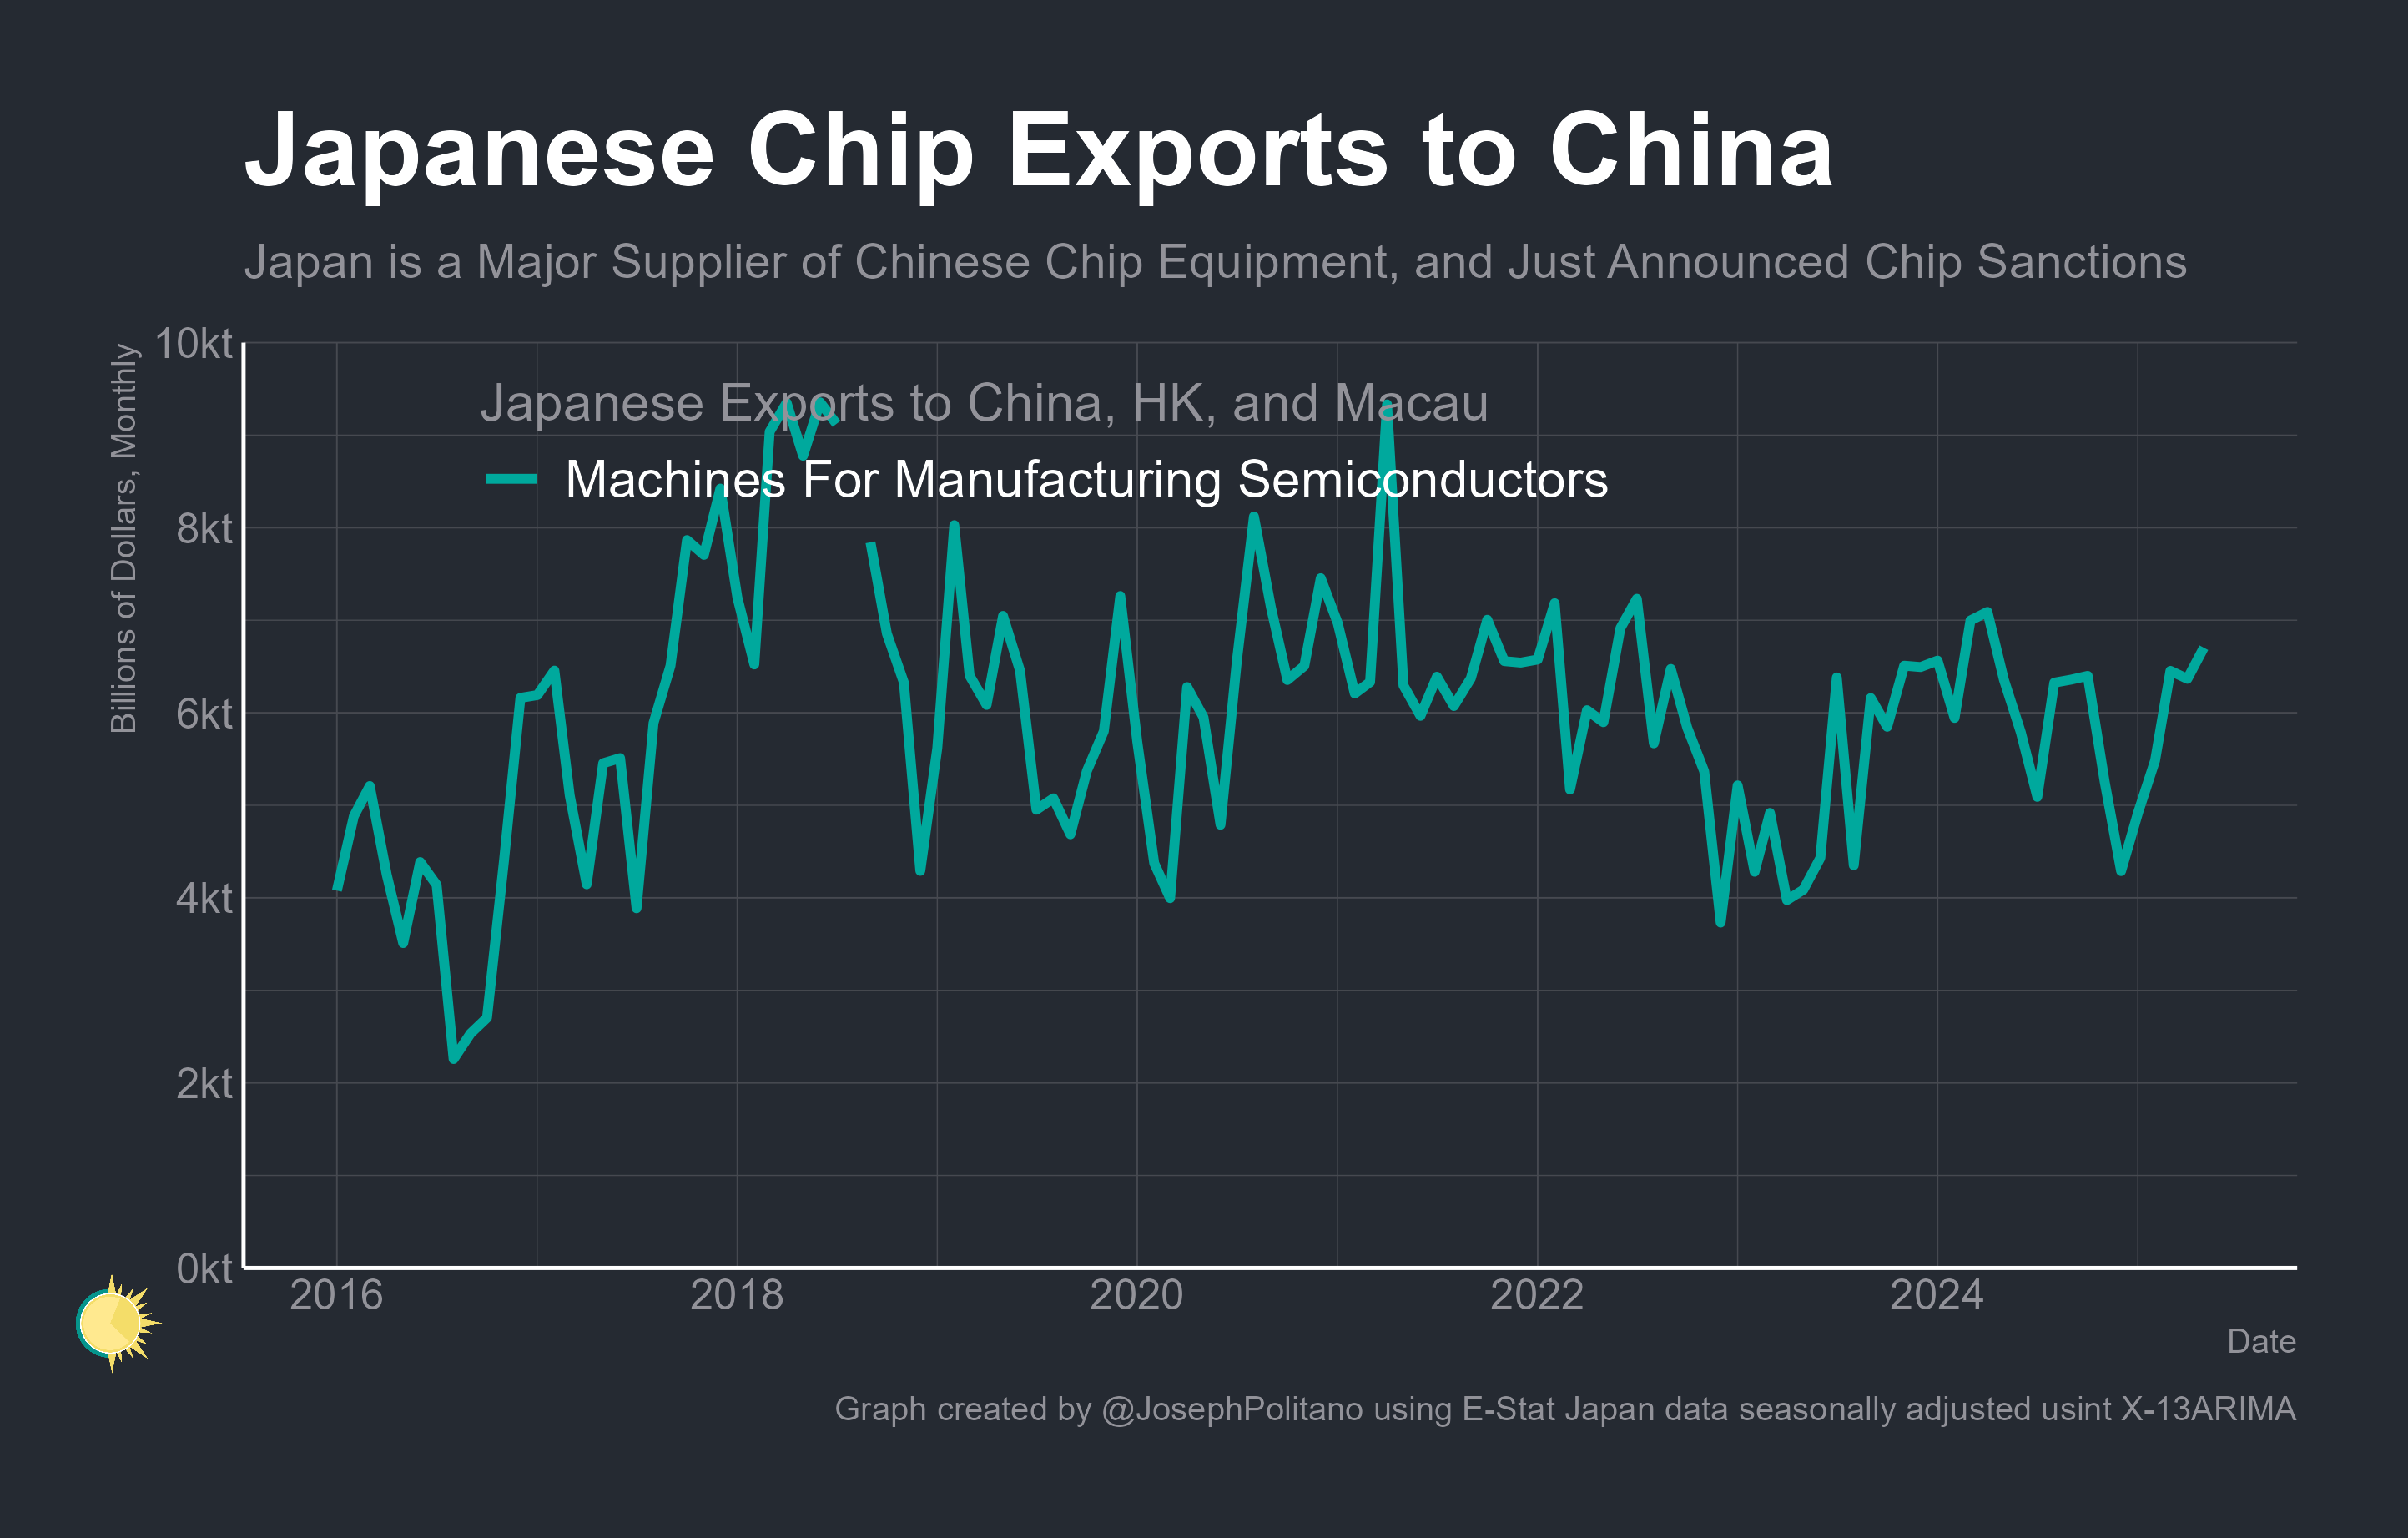 Japanese Chip Exports to China
Japan is a Major Supplier of Chinese Chip Equipment, and Just Announced Chip Sanctions
Billions of Dollars, Monthly
10kt
8kt
6kt
4kt
2kt
0kt
Japanese Exports to China, HK, and Macau
Machines For Manufacturing Semiconductors
2016
2018
2020
2022
2024
Date
Graph created by @JosephPolitano using E-Stat Japan data seasonally adjusted usint X-13ARIMA